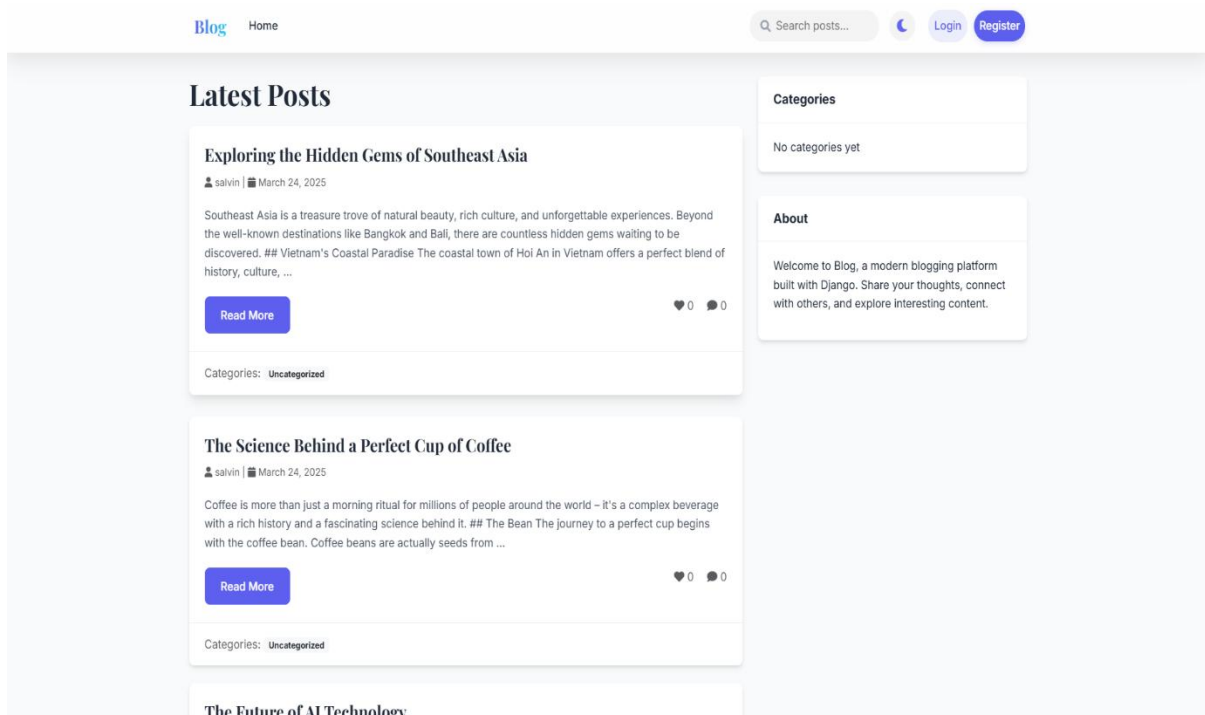 Blog Home Search posts... Login Register
Latest Posts
Exploring the Hidden Gems of Southeast Asia
salvin | March 24, 2025
Southeast Asia is a treasure trove of natural beauty, rich culture, and unforgettable experiences. Beyond
the well-known destinations like Bangkok and Bali, there are countless hidden gems waiting to be
discovered. ## Vietnam's Coastal Paradise The coastal town of Hoi An in Vietnam offers a perfect blend of
history, culture, ...
Read More 0 0
Categories: Uncategorized
The Science Behind a Perfect Cup of Coffee
salvin | March 24, 2025
Coffee is more than just a morning ritual for millions of people around the world – it's a complex beverage
with a rich history and a fascinating science behind it. ## The Bean The journey to a perfect cup begins
with the coffee bean. Coffee beans are actually seeds from ...
Read More 0 0
Categories: Uncategorized
The Future of AI Technology
Categories
No categories yet
About
Welcome to Blog, a modern blogging platform
built with Django. Share your thoughts, connect
with others, and explore interesting content.